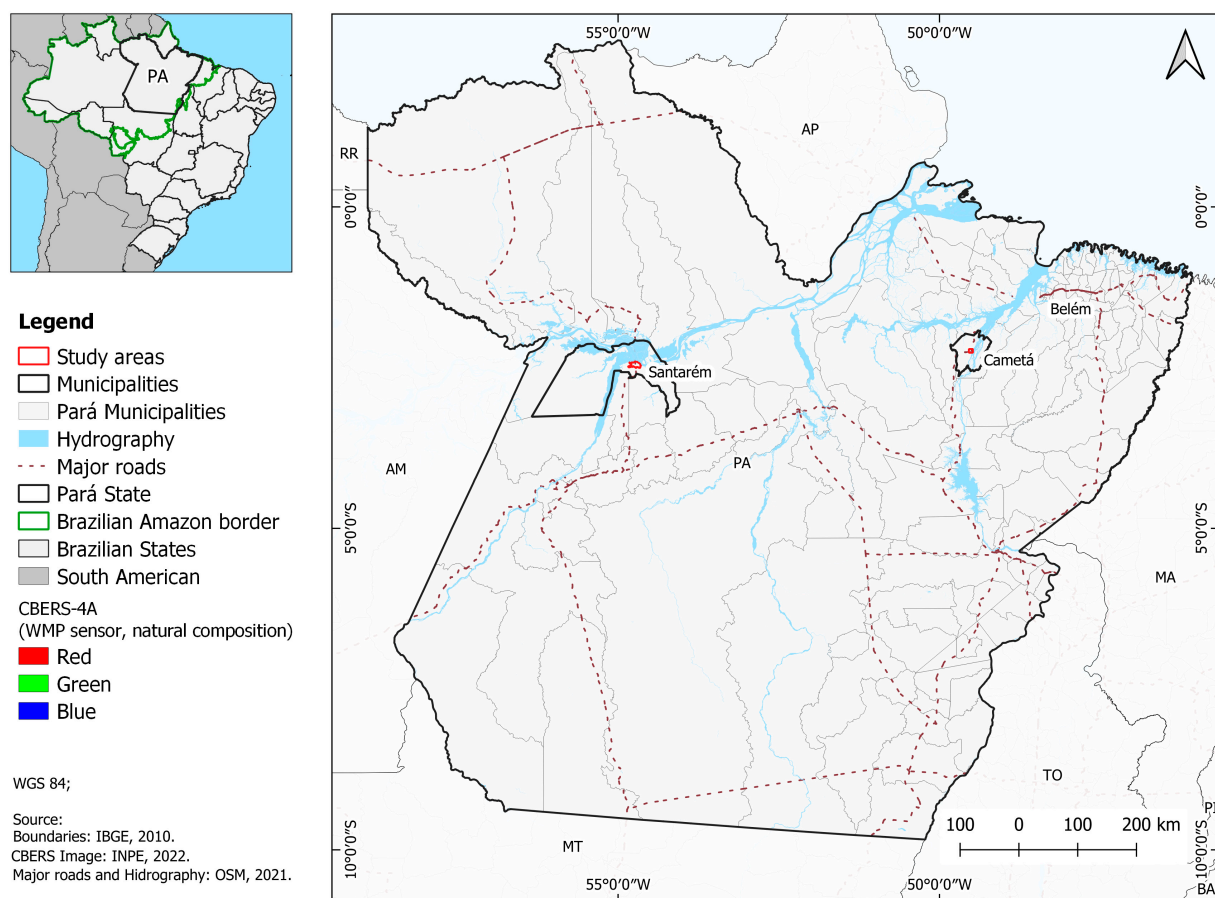 PA
Legend
Study areas
Municipalities
Pará Municipalities
Hydrography
Major roads
Pará State
Brazilian Amazon border
Brazilian States
South American
CBERS-4A
(WMP sensor, natural composition)
Red
Green
Blue
WGS 84;
Source:
Boundaries: IBGE, 2010.
CBERS Image: INPE, 2022.
Major roads and Hidrography: OSM, 2021.
55°0'0"W 50°0'0"W
AP
RR
0°0'0" 0°0'0"
Belém
Cametá
Santarém
AM PA
5°0'0"S 5°0'0"S
MA
TO
PI
100 0 100 200 km
MT
10°0'0"S 10°0'0"S
55°0'0"W 50°0'0"W
BA